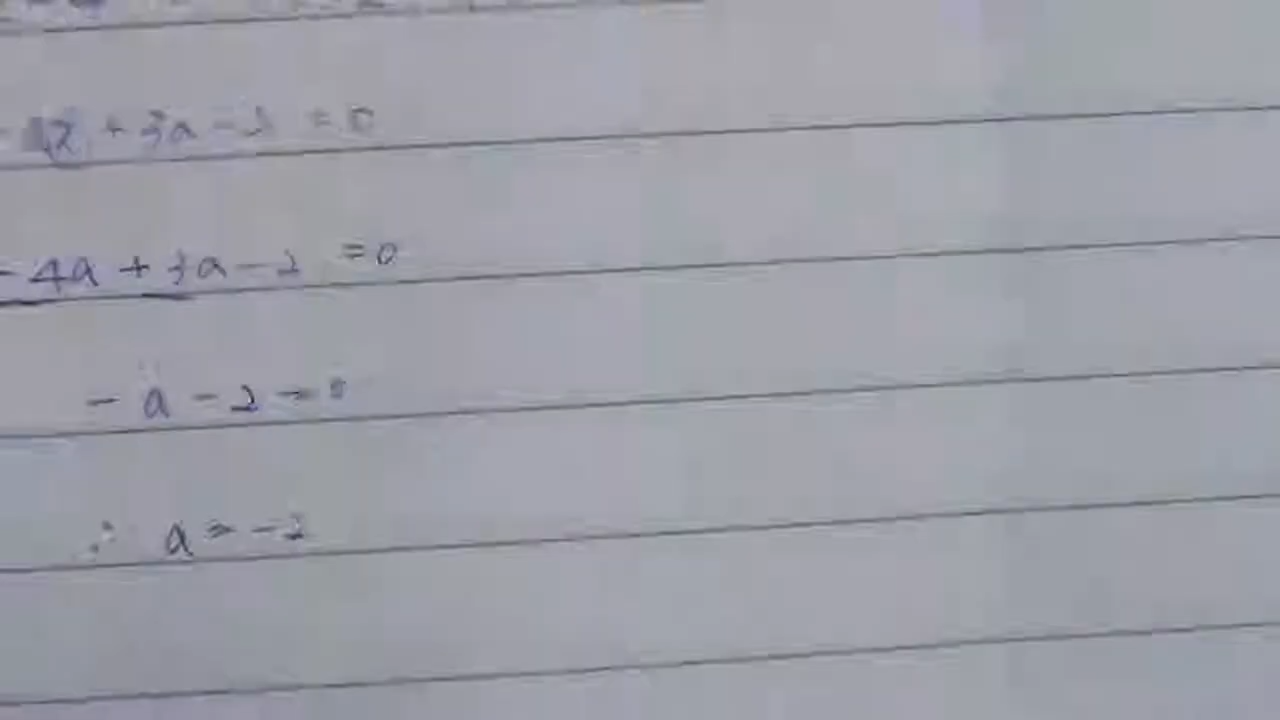 + 3a - 2 = 0
- 4a + 3a - 2 = 0
- a - 2 = 0
∴ a = -2